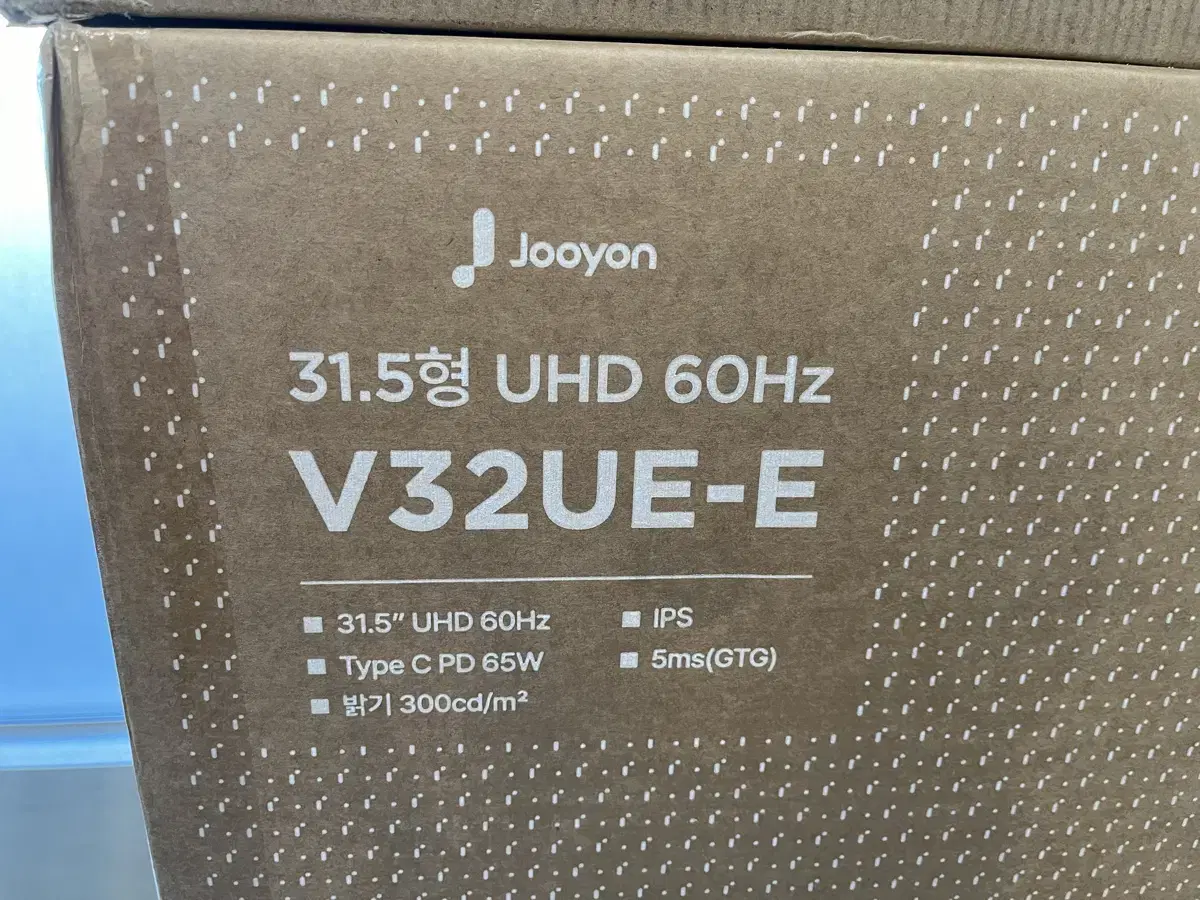 Jooyon
31.5형 UHD 60Hz
V32UE-E
■ 31.5" UHD 60Hz
■ Type C PD 65W
■ 밝기 300cd/m²
■ IPS
■ 5ms(GTG)